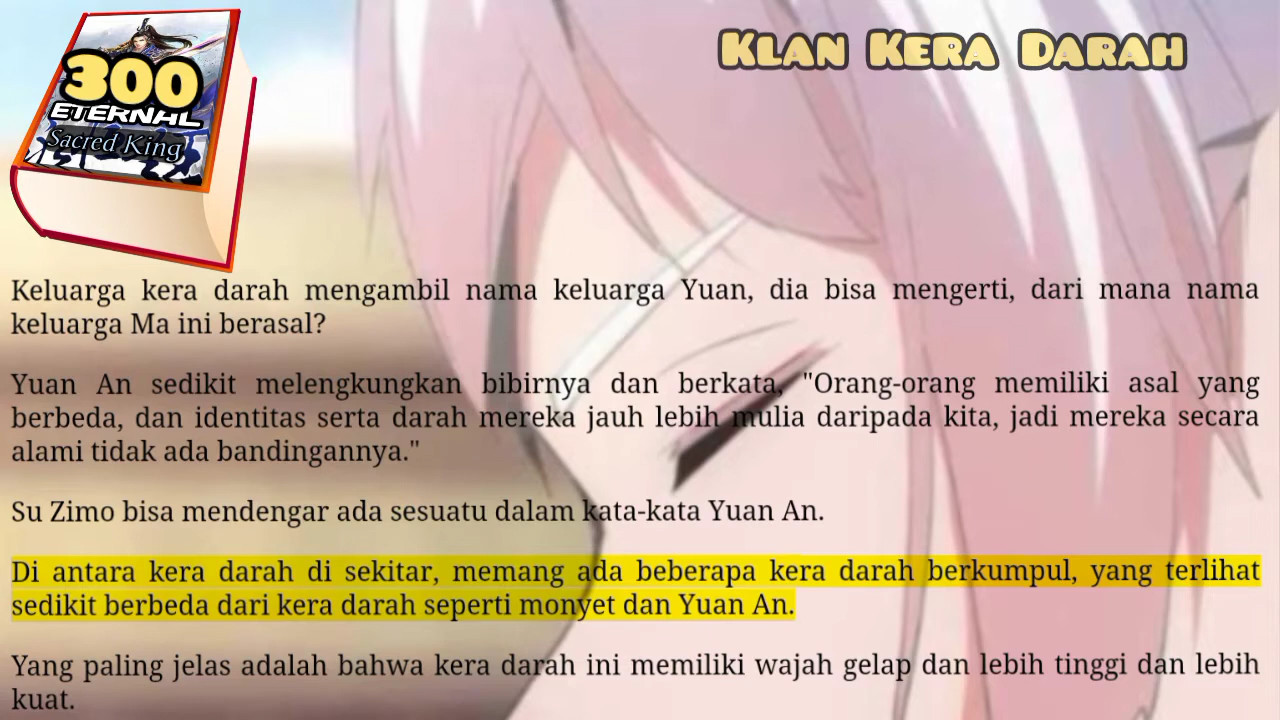 300
ETERNAL
Sacred King
Klan Kera Darah
Keluarga kera darah mengambil nama keluarga Yuan, dia bisa mengerti, dari mana nama
keluarga Ma ini berasal?
Yuan An sedikit melengkungkan bibirnya dan berkata, "Orang-orang memiliki asal yang
berbeda, dan identitas serta darah mereka jauh lebih mulia daripada kita, jadi mereka secara
alami tidak ada bandingannya."
Su Zimo bisa mendengar ada sesuatu dalam kata-kata Yuan An.
Di antara kera darah di sekitar, memang ada beberapa kera darah berkumpul, yang terlihat
sedikit berbeda dari kera darah seperti monyet dan Yuan An.
Yang paling jelas adalah bahwa kera darah ini memiliki wajah gelap dan lebih tinggi dan lebih
kuat.